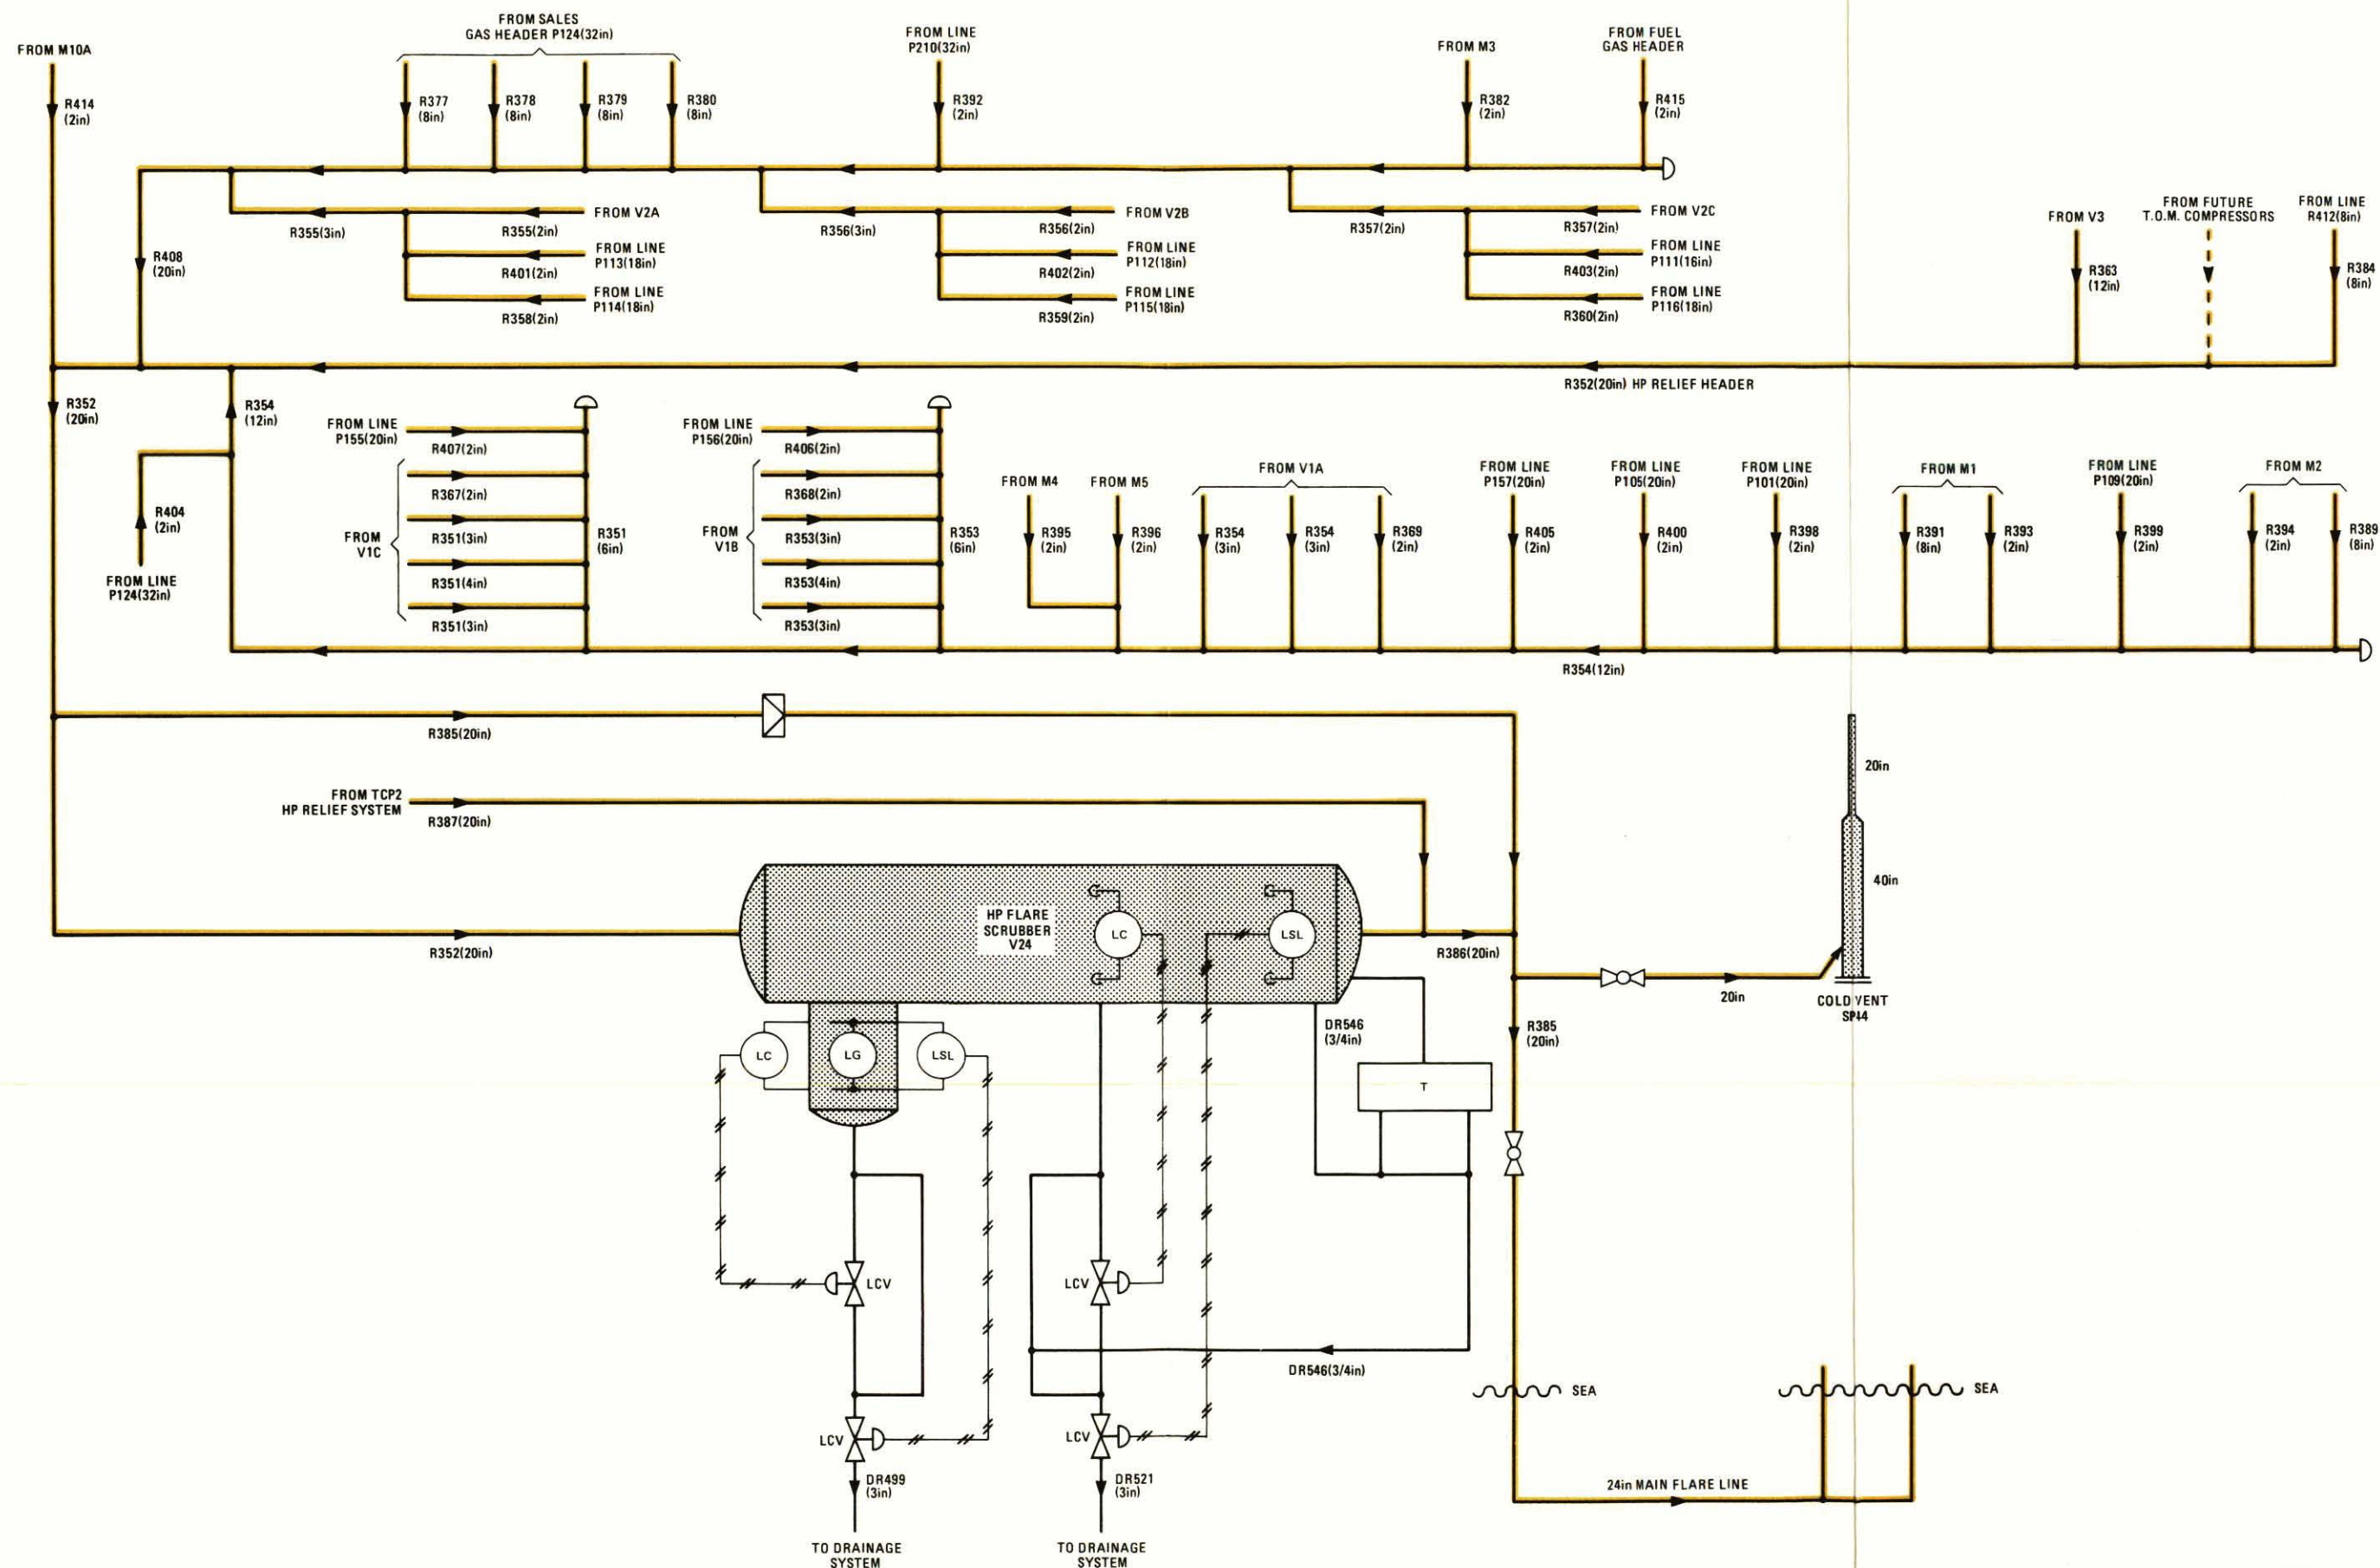 FROM SALES
GAS HEADER P124(32in)
FROM M10A
FROM LINE
P210(32in)
FROM M3
FROM FUEL
GAS HEADER
R414
(2in)
R377
(8in)
R378
(8in)
R379
(8in)
R380
(8in)
R392
(2in)
R382
(2in)
R415
(2in)
FROM V2A
R355(3in)
R355(2in)
FROM LINE
P113(18in)
R401(2in)
FROM LINE
P114(18in)
R358(2in)
FROM V2B
R356(3in)
R356(2in)
FROM LINE
P112(18in)
R402(2in)
FROM LINE
P115(18in)
R359(2in)
FROM V2C
R357(2in)
R357(2in)
FROM LINE
P111(16in)
R403(2in)
FROM LINE
P116(18in)
R360(2in)
FROM V3
FROM FUTURE
T.O.M. COMPRESSORS
FROM LINE
R412(8in)
R363
(12in)
R384
(8in)
R408
(20in)
R352(20in) HP RELIEF HEADER
R352
(20in)
R354
(12in)
R404
(2in)
FROM LINE
P124(32in)
FROM LINE
P155(20in)
R407(2in)
R367(2in)
R351(3in)
FROM
V1C
R351(4in)
R351(3in)
R351
(6in)
FROM LINE
P156(20in)
R406(2in)
R368(2in)
R353(3in)
FROM
V1B
R353(4in)
R353(3in)
R353
(6in)
FROM M4
FROM M5
FROM V1A
FROM LINE
P157(20in)
FROM LINE
P105(20in)
FROM LINE
P101(20in)
FROM M1
FROM LINE
P109(20in)
FROM M2
R395
(2in)
R396
(2in)
R354
(3in)
R354
(3in)
R369
(2in)
R405
(2in)
R400
(2in)
R398
(2in)
R391
(8in)
R393
(2in)
R399
(2in)
R394
(2in)
R389
(8in)
R354(12in)
R385(20in)
FROM TCP2
HP RELIEF SYSTEM
R387(20in)
20in
40in
HP FLARE
SCRUBBER
V24
LC
LSL
R352(20in)
R386(20in)
20in
COLD VENT
SP44
R385
(20in)
DR546
(3/4in)
LC
LG
LSL
T
LCV
LCV
DR546(3/4in)
SEA
SEA
LCV
LCV
DR499
(3in)
DR521
(3in)
24in MAIN FLARE LINE
TO DRAINAGE
SYSTEM
TO DRAINAGE
SYSTEM